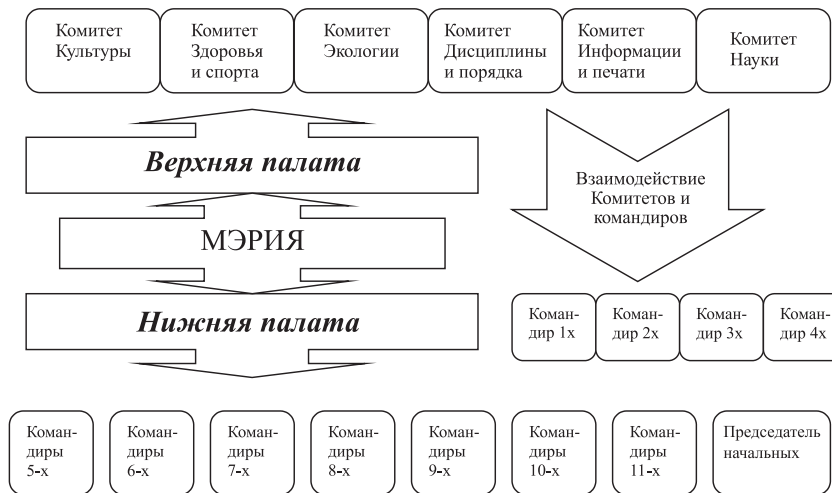 Комитет
Культуры
Комитет
Здоровья
и спорта
Комитет
Экологии
Комитет
Дисциплины
и порядка
Комитет
Информации
и печати
Комитет
Науки
Верхняя палата
МЭРИЯ
Нижняя палата
Взаимодействие
Комитетов и
командиров
Коман-
дир 1х
Коман-
дир 2х
Коман-
дир 3х
Коман-
дир 4х
Коман-
диры
5-х
Коман-
диры
6-х
Коман-
диры
7-х
Коман-
диры
8-х
Коман-
диры
9-х
Коман-
диры
10-х
Коман-
диры
11-х
Председатель
начальных